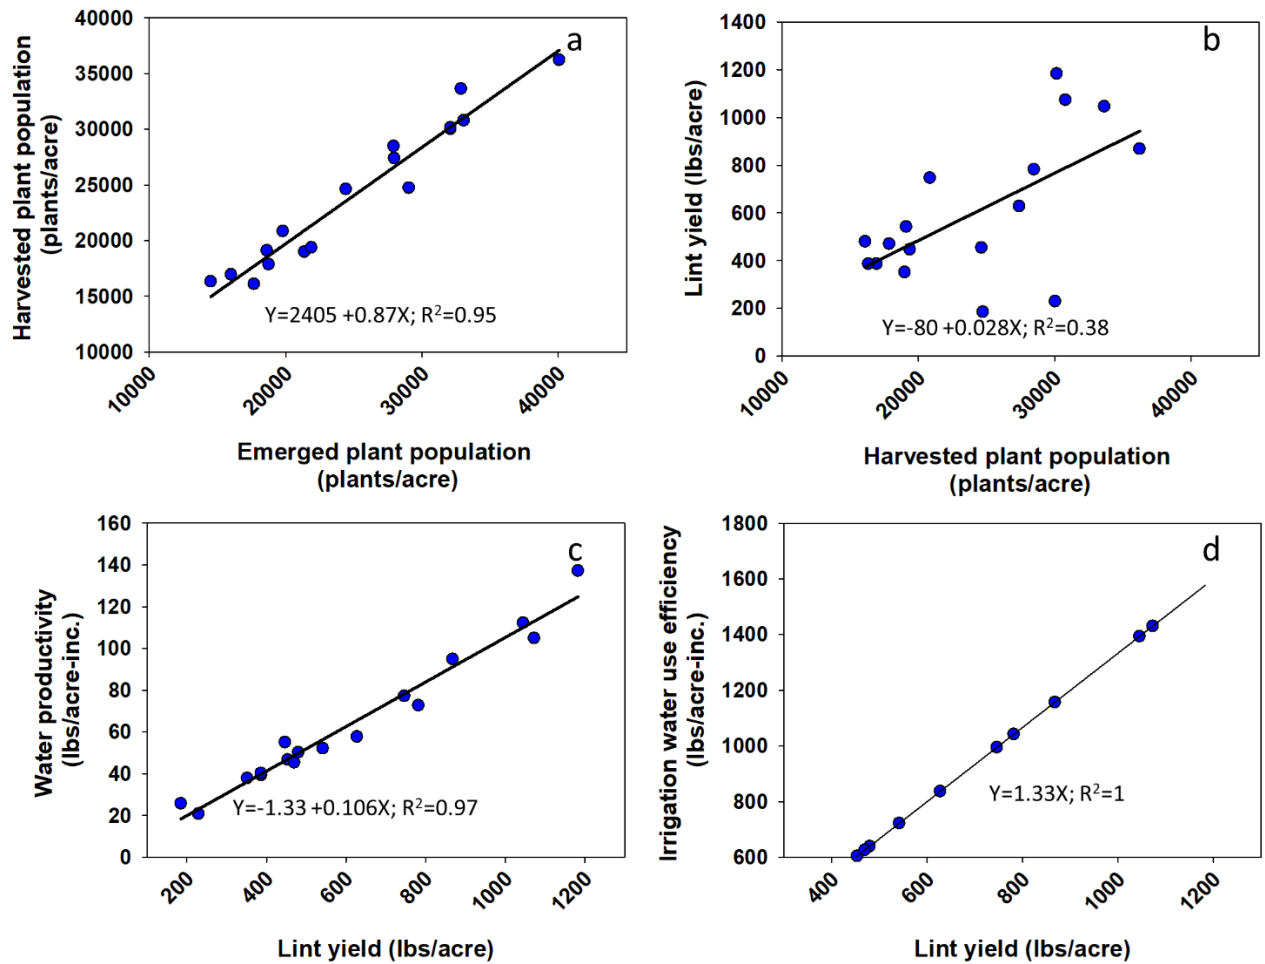 a
Harvested plant population
(plants/acre)
40000
35000
30000
25000
20000
15000
10000
Y=2405 +0.87X; R²=0.95
10000
20000
30000
40000
Emerged plant population
(plants/acre)
b
Lint yield (lbs/acre)
1400
1200
1000
800
600
400
200
0
Y=-80 +0.028X; R²=0.38
10000
20000
30000
40000
Harvested plant population
(plants/acre)
c
Water productivity
(lbs/acre-inc.)
160
140
120
100
80
60
40
20
0
Y=-1.33 +0.106X; R²=0.97
200
400
600
800
1000
1200
Lint yield (lbs/acre)
d
Irrigation water use efficiency
(lbs/acre-inc.)
1800
1600
1400
1200
1000
800
600
Y=1.33X; R²=1
400
600
800
1000
1200
Lint yield (lbs/acre)